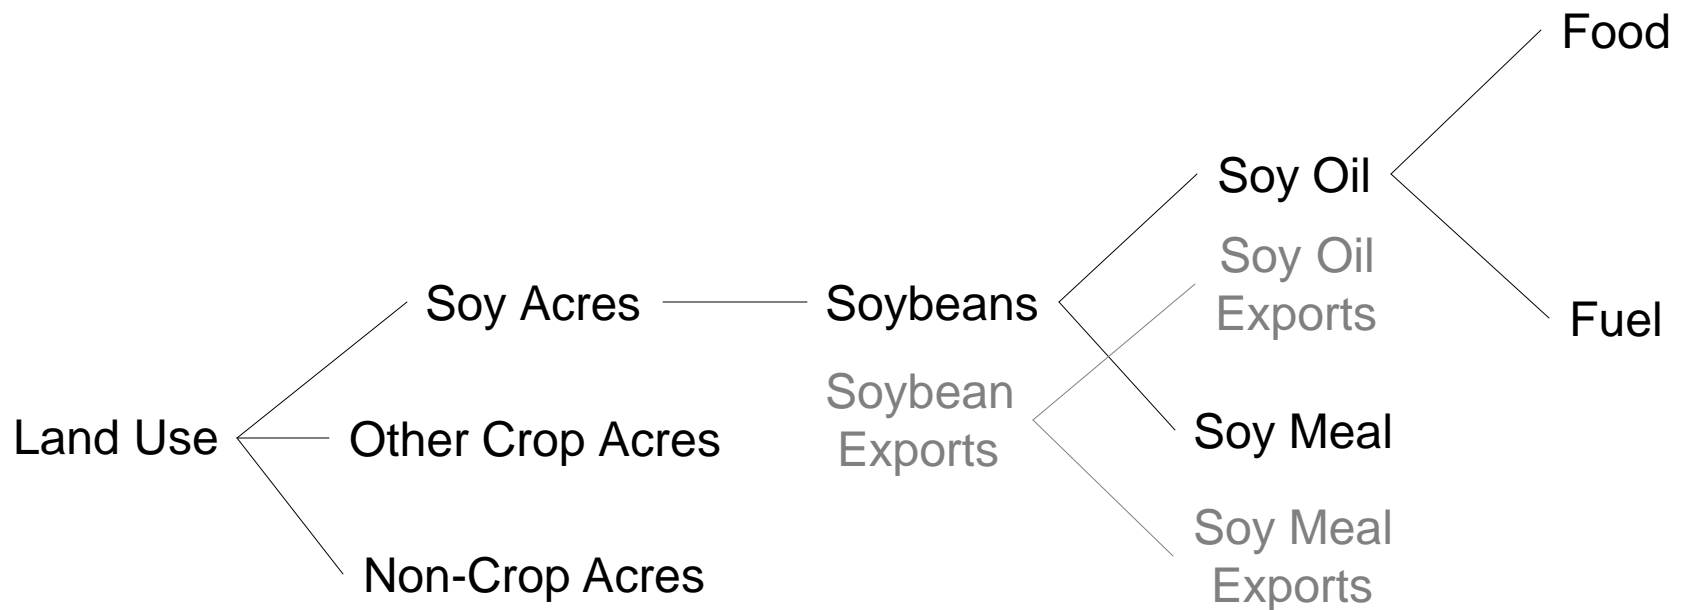 Food
Soy Oil
Soy Oil
Exports
Soy Acres
Soybeans
Fuel
Soybean
Exports
Land Use
Other Crop Acres
Soy Meal
Non-Crop Acres
Soy Meal
Exports